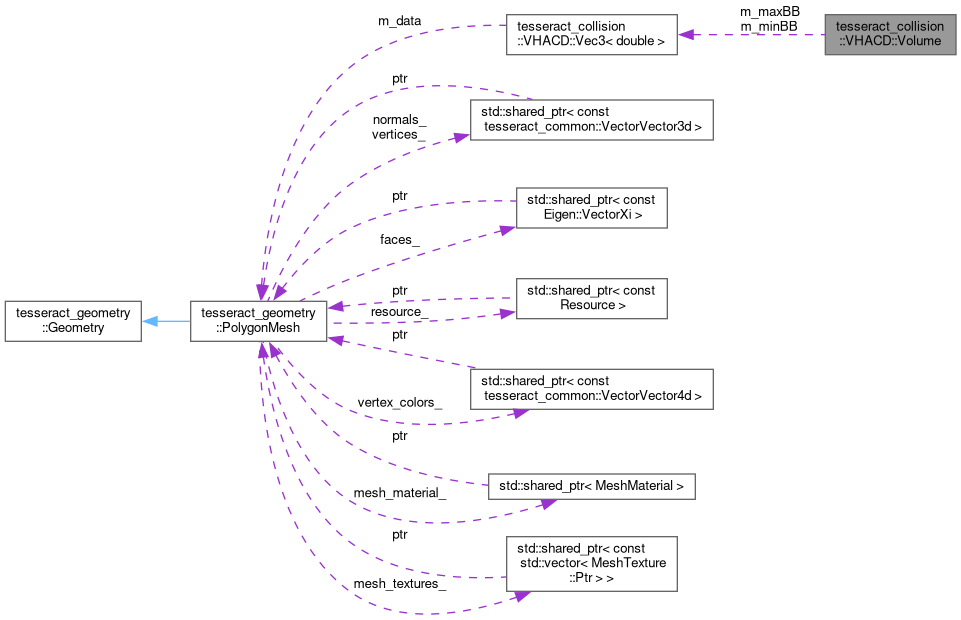 m_data
tesseract_collision
::VHACD::Vec3< double >
m_maxBB
m_minBB
tesseract_collision
::VHACD::Volume
ptr
std::shared_ptr< const
tesseract_common::VectorVector3d >
normals_
vertices_
ptr
std::shared_ptr< const
Eigen::VectorXi >
faces_
tesseract_geometry
::Geometry
tesseract_geometry
::PolygonMesh
ptr
resource_
std::shared_ptr< const
Resource >
ptr
std::shared_ptr< const
tesseract_common::VectorVector4d >
vertex_colors_
ptr
std::shared_ptr< MeshMaterial >
mesh_material_
ptr
std::shared_ptr< const
std::vector< MeshTexture
::Ptr > >
mesh_textures_